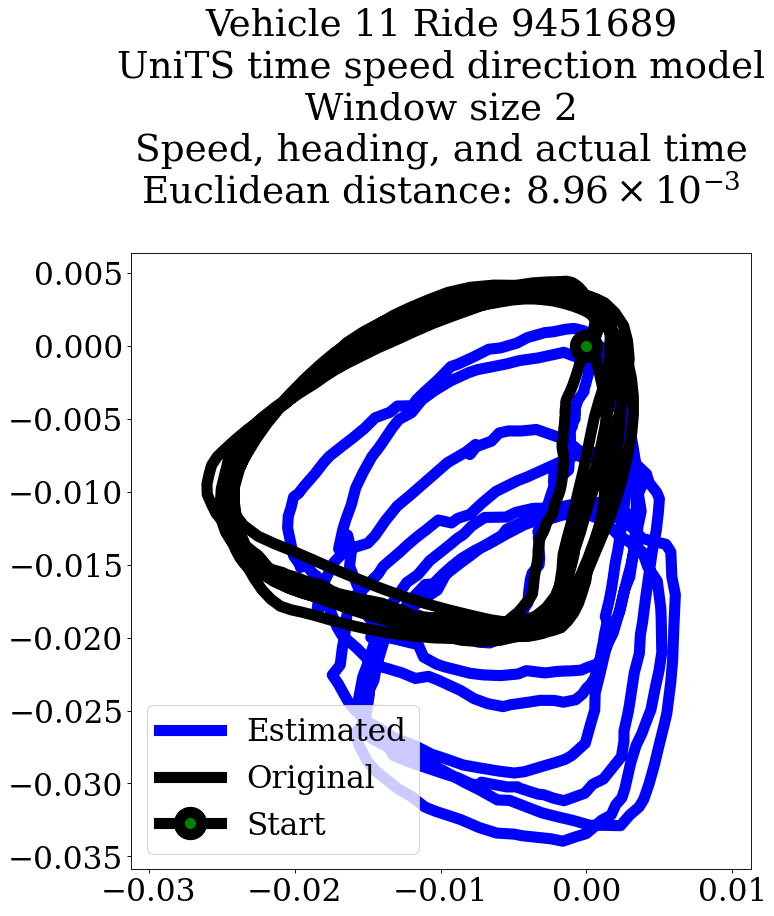 Vehicle 11 Ride 9451689
UniTS time speed direction model
Window size 2
Speed, heading, and actual time
Euclidean distance: 8.96 × 10⁻³
0.005
0.000
−0.005
−0.010
−0.015
−0.020
−0.025
−0.030
−0.035
Estimated
Original
Start
−0.03 −0.02 −0.01 0.00 0.01